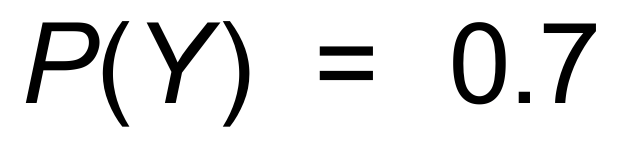 P(Y) = 0.7